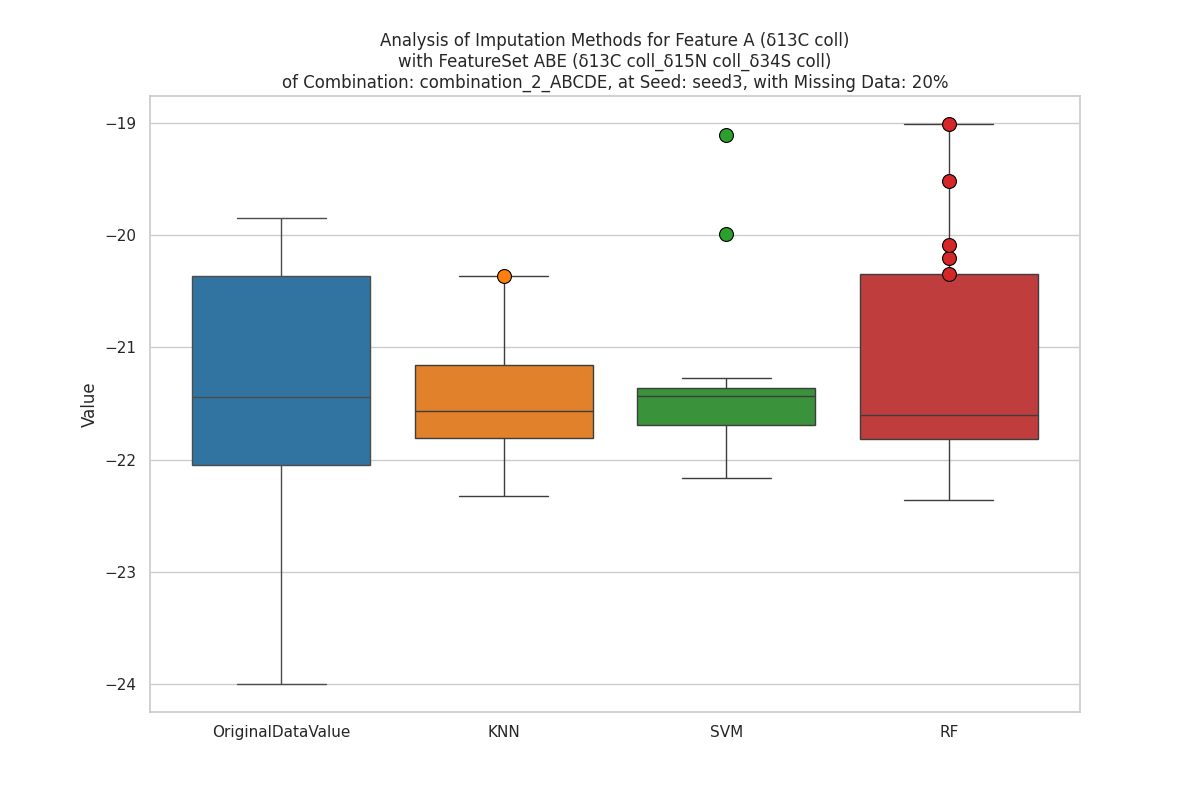 Analysis of Imputation Methods for Feature A (δ13C coll)
with FeatureSet ABE (δ13C coll_δ15N coll_δ34S coll)
of Combination: combination_2_ABCDE, at Seed: seed3, with Missing Data: 20%
−19
−20
−21
−22
−23
−24
Value
OriginalDataValue
KNN
SVM
RF